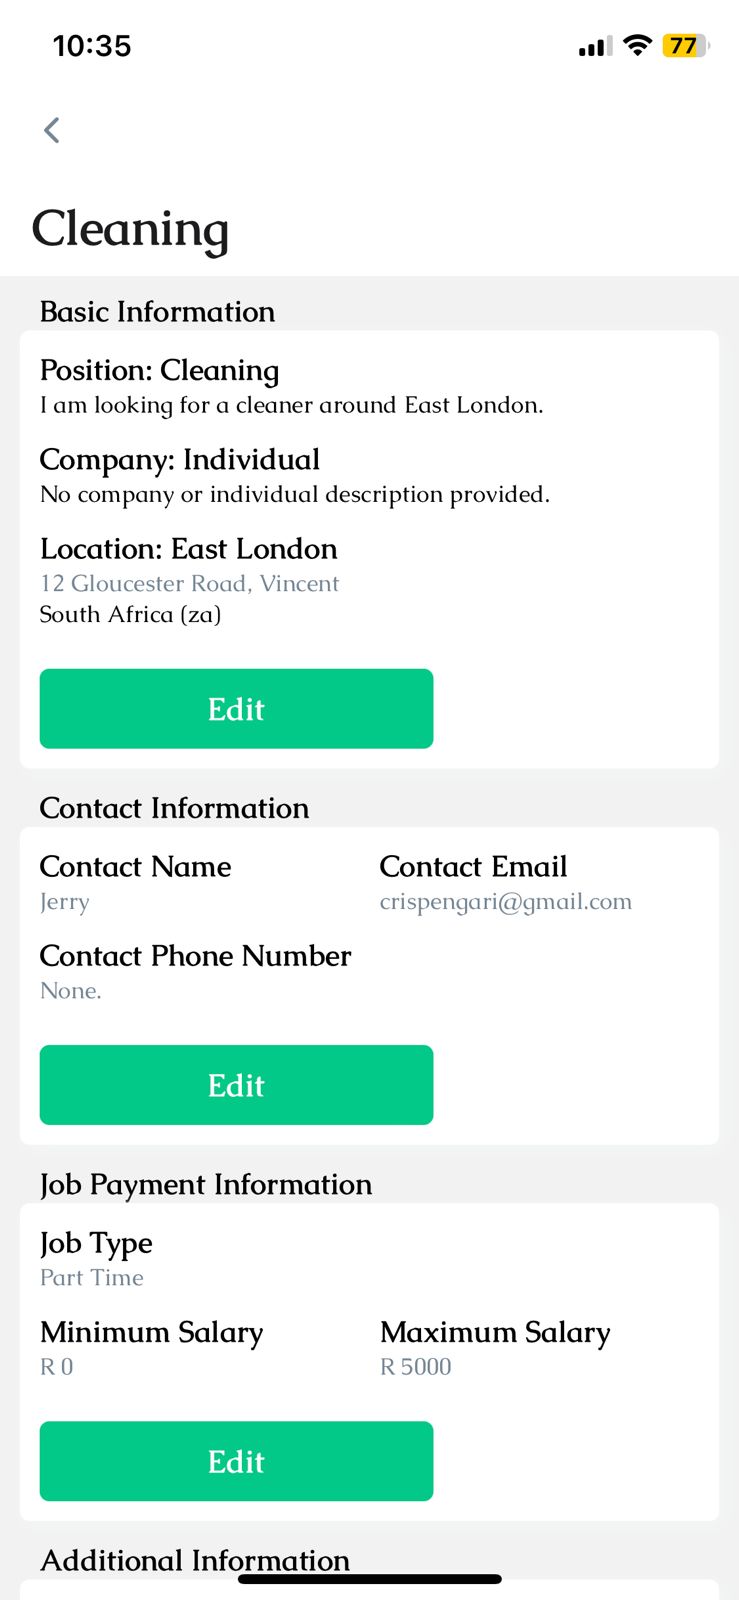 10:35
77
Cleaning
Basic Information
Position: Cleaning
I am looking for a cleaner around East London.
Company: Individual
No company or individual description provided.
Location: East London
12 Gloucester Road, Vincent
South Africa (za)
Edit
Contact Information
Contact Name
Contact Email
Jerry
crispengari@gmail.com
Contact Phone Number
None.
Edit
Job Payment Information
Job Type
Part Time
Minimum Salary
Maximum Salary
R 0
R 5000
Edit
Additional Information